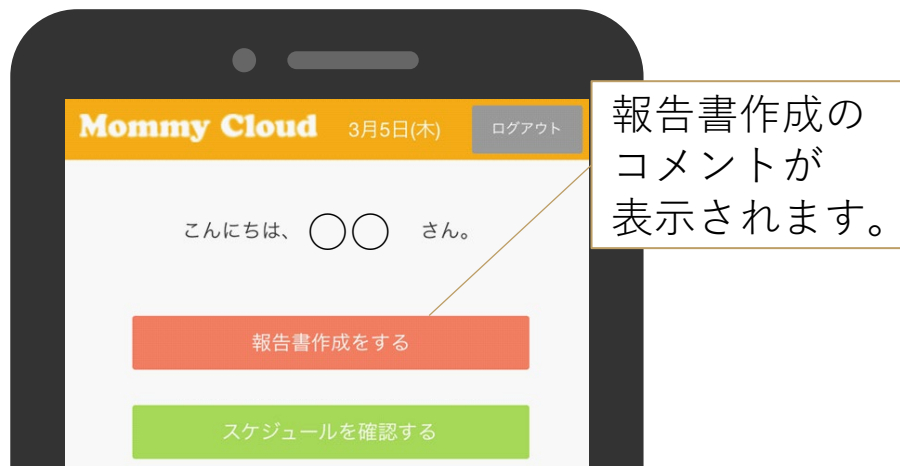 Mommy Cloud 3月5日(木) ログアウト
報告書作成の
コメントが
表示されます。
こんにちは、 ○○ さん。
報告書作成をする
スケジュールを確認する